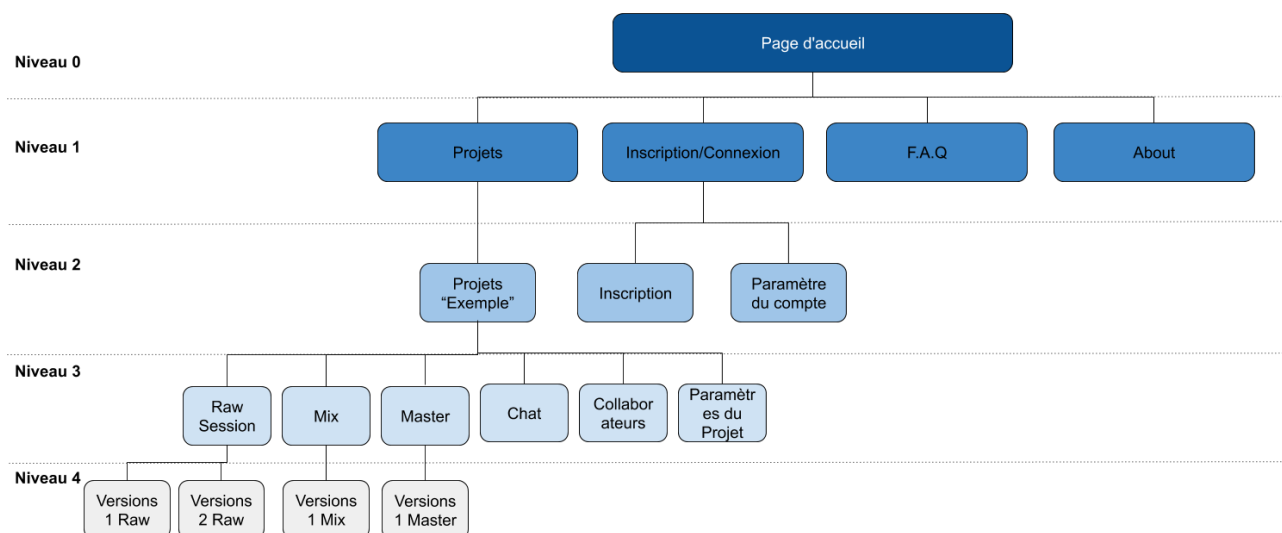 Page d'accueil
Niveau 0
Niveau 1
Projets
Inscription/Connexion
F.A.Q
About
Niveau 2
Projets
“Exemple”
Inscription
Paramètre
du compte
Niveau 3
Raw
Session
Mix
Master
Chat
Collabor
ateurs
Paramètr
es du
Projet
Niveau 4
Versions
1 Raw
Versions
2 Raw
Versions
1 Mix
Versions
1 Master